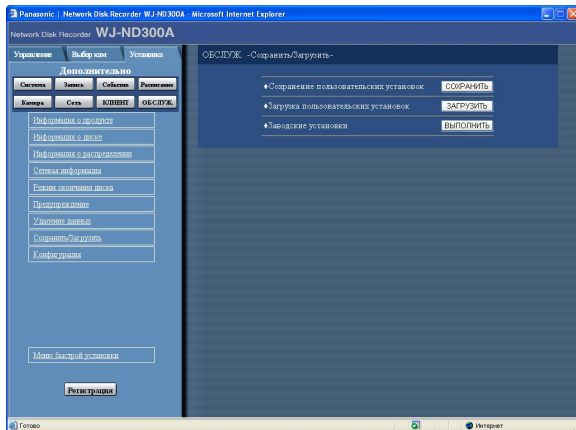 Panasonic | Network Disk Recorder WJ-ND300A - Microsoft Internet Explorer
Network Disk Recorder WJ-ND300A
Управление Выбор кам Установка
Дополнительно
Система Запись Событие Расписание
Камера Сеть КЛИЕНТ ОБСЛУЖ.
Информация о продукте
Информация о диске
Информация о распределении
Сетевая информация
Режим окончания диска
Предупреждение
Удаление данных
Сохранить/Загрузить
Конфигурация
Меню быстрой установки
Регистрация
ОБСЛУЖ -Сохранить/Загрузить-
♦Сохранение пользовательских установок СОХРАНИТЬ
♦Загрузка пользовательских установок ЗАГРУЗИТЬ
♦Заводские установки ВЫПОЛНИТЬ
Готово Интернет